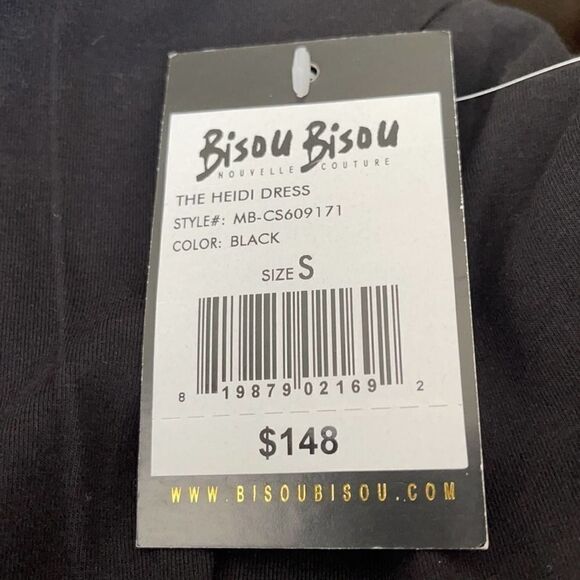 Bisou Bisou
NOUVELLE COUTURE
THE HEIDI DRESS
STYLE#: MB-CS609171
COLOR: BLACK
SIZE S
8 19879 02169 2
$148
WWW.BISOUBISOU.COM